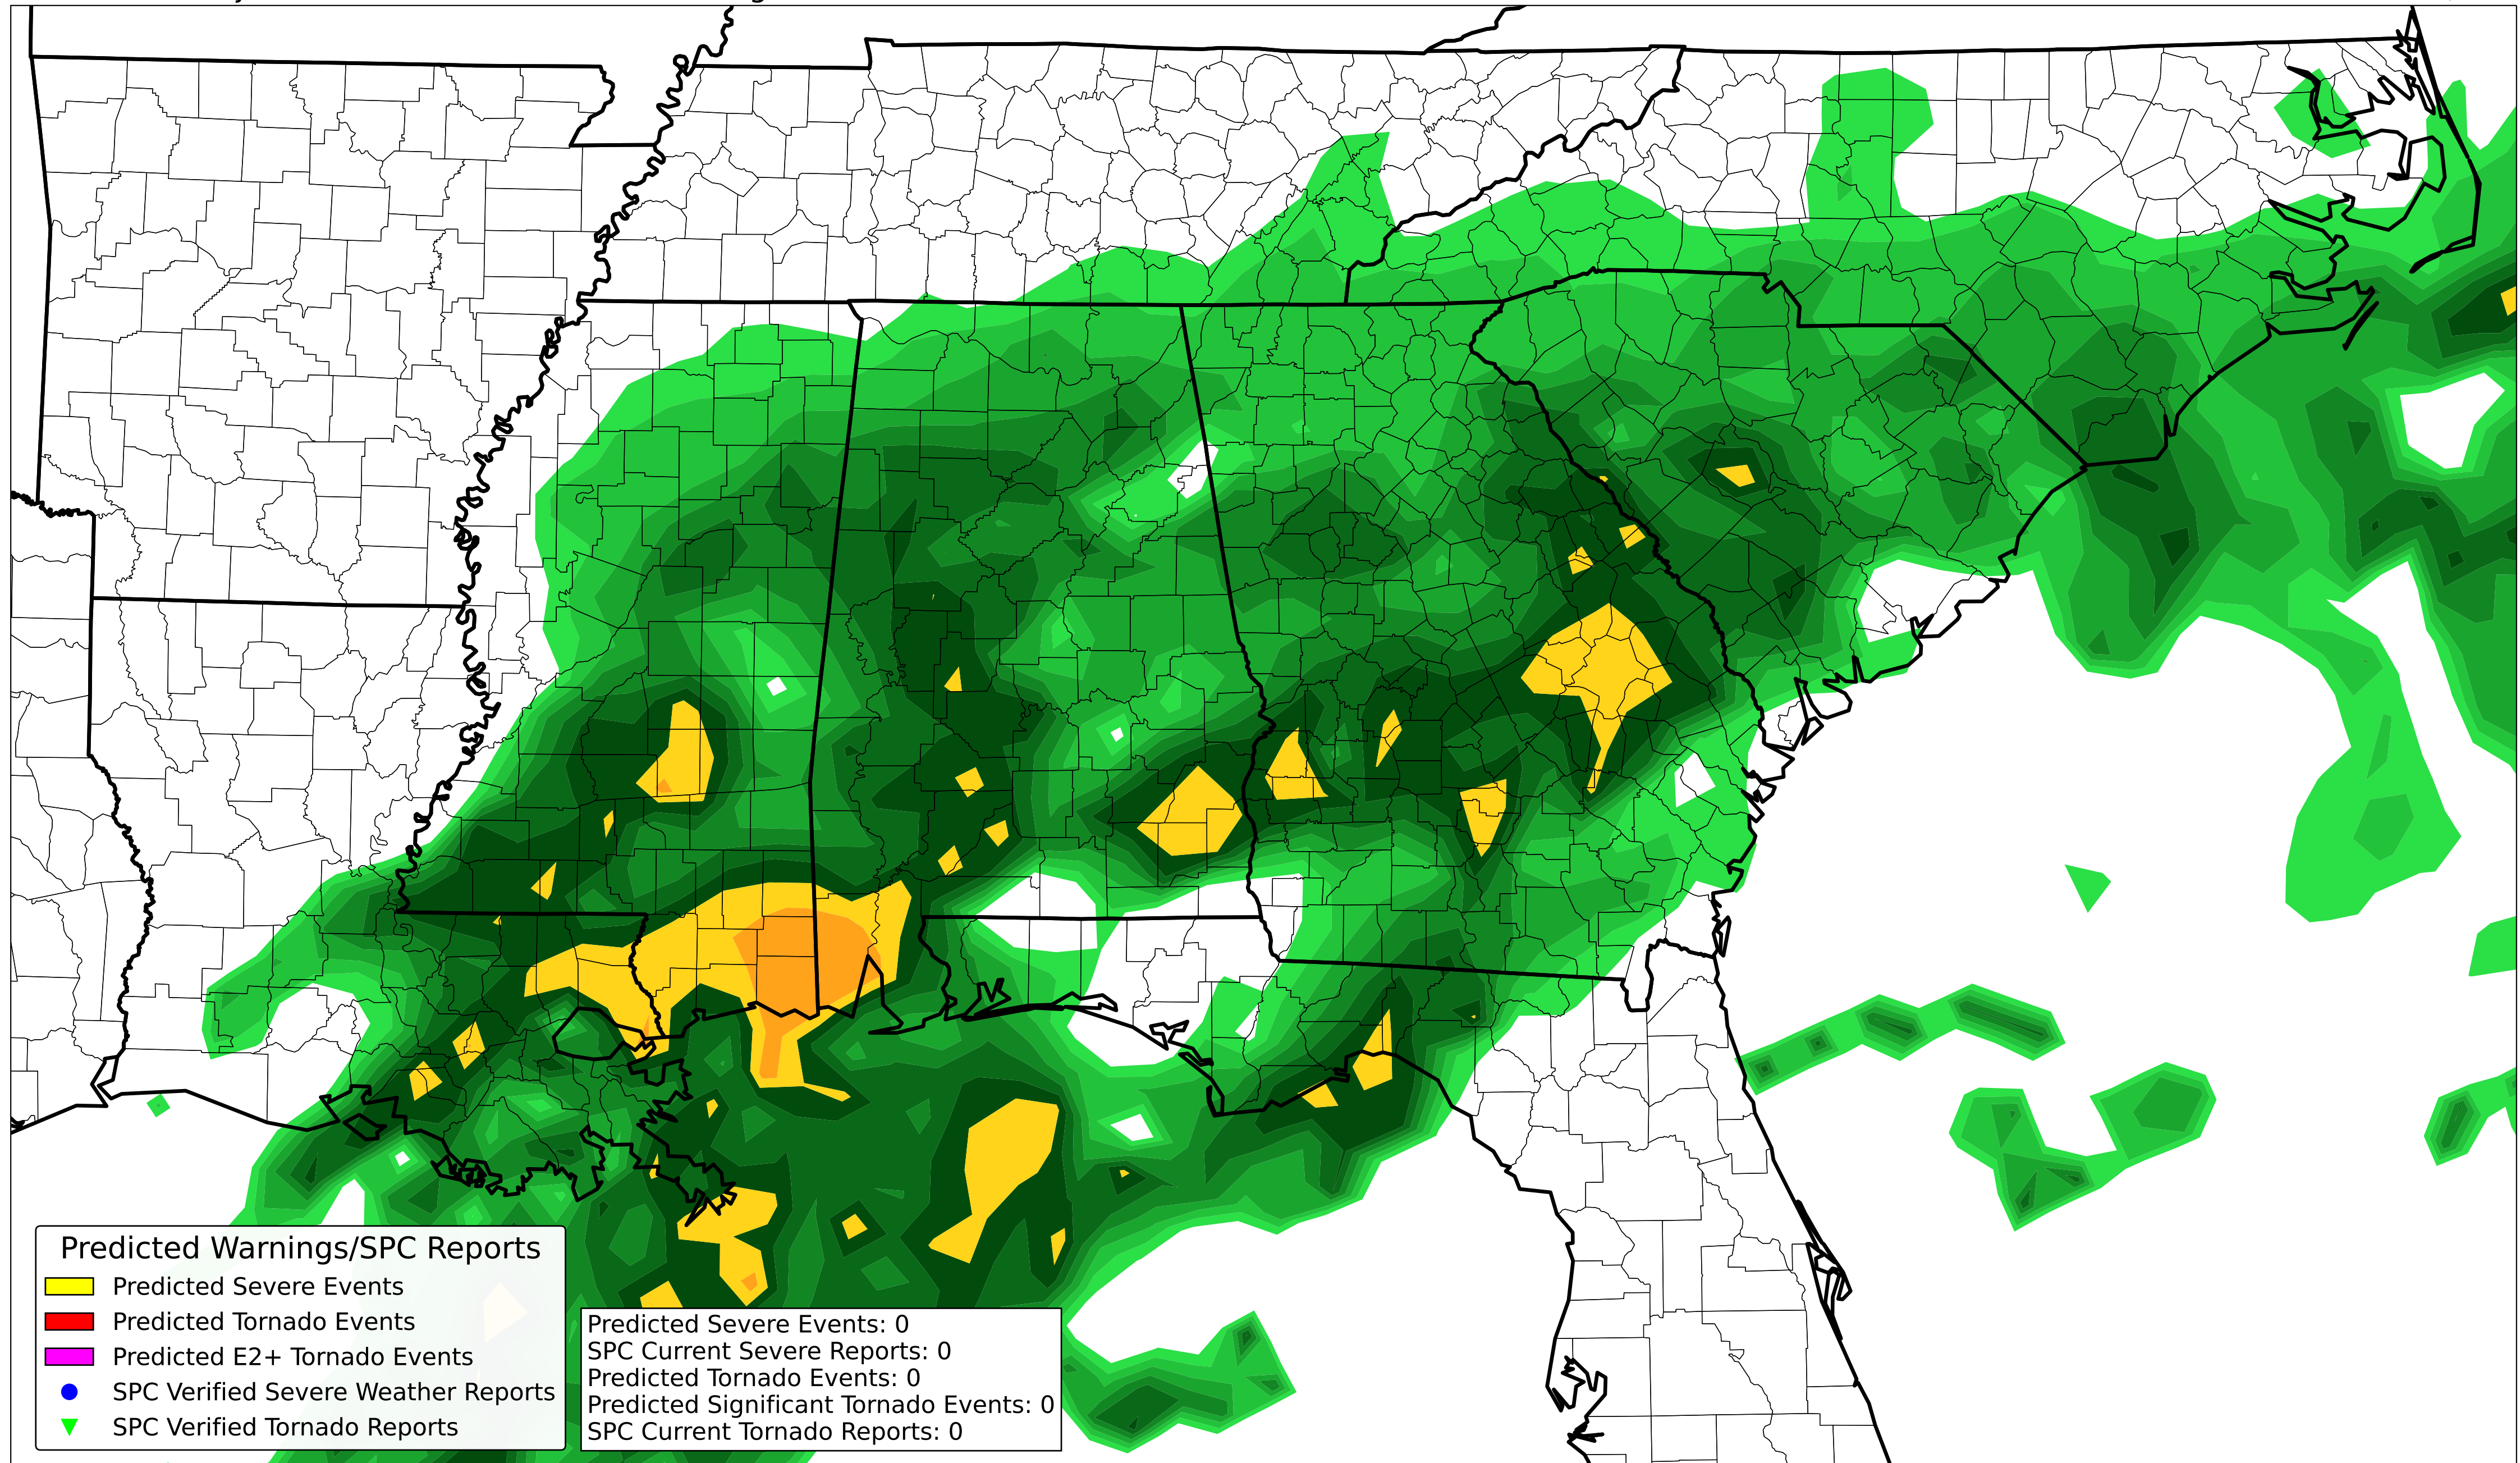 Predicted Warnings/SPC Reports
Predicted Severe Events
Predicted Tornado Events
Predicted E2+ Tornado Events
SPC Verified Severe Weather Reports
SPC Verified Tornado Reports
Predicted Severe Events: 0
SPC Current Severe Reports: 0
Predicted Tornado Events: 0
Predicted Significant Tornado Events: 0
SPC Current Tornado Reports: 0